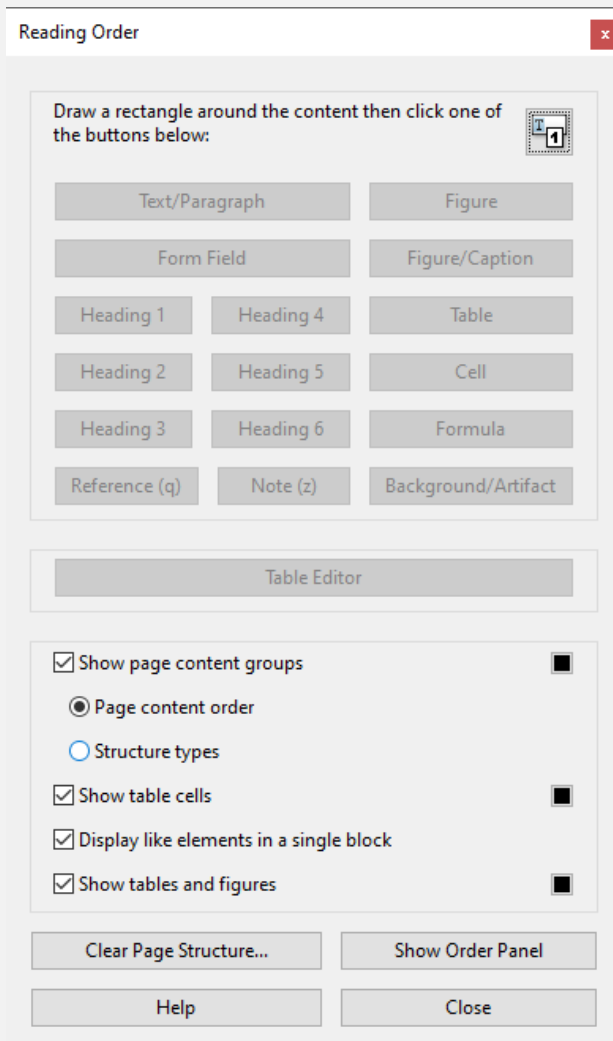 Reading Order
x
Draw a rectangle around the content then click one of
the buttons below:
T
1
Text/Paragraph
Figure
Form Field
Figure/Caption
Heading 1
Heading 4
Table
Heading 2
Heading 5
Cell
Heading 3
Heading 6
Formula
Reference (q)
Note (z)
Background/Artifact
Table Editor
Show page content groups
Page content order
Structure types
Show table cells
Display like elements in a single block
Show tables and figures
Clear Page Structure...
Show Order Panel
Help
Close